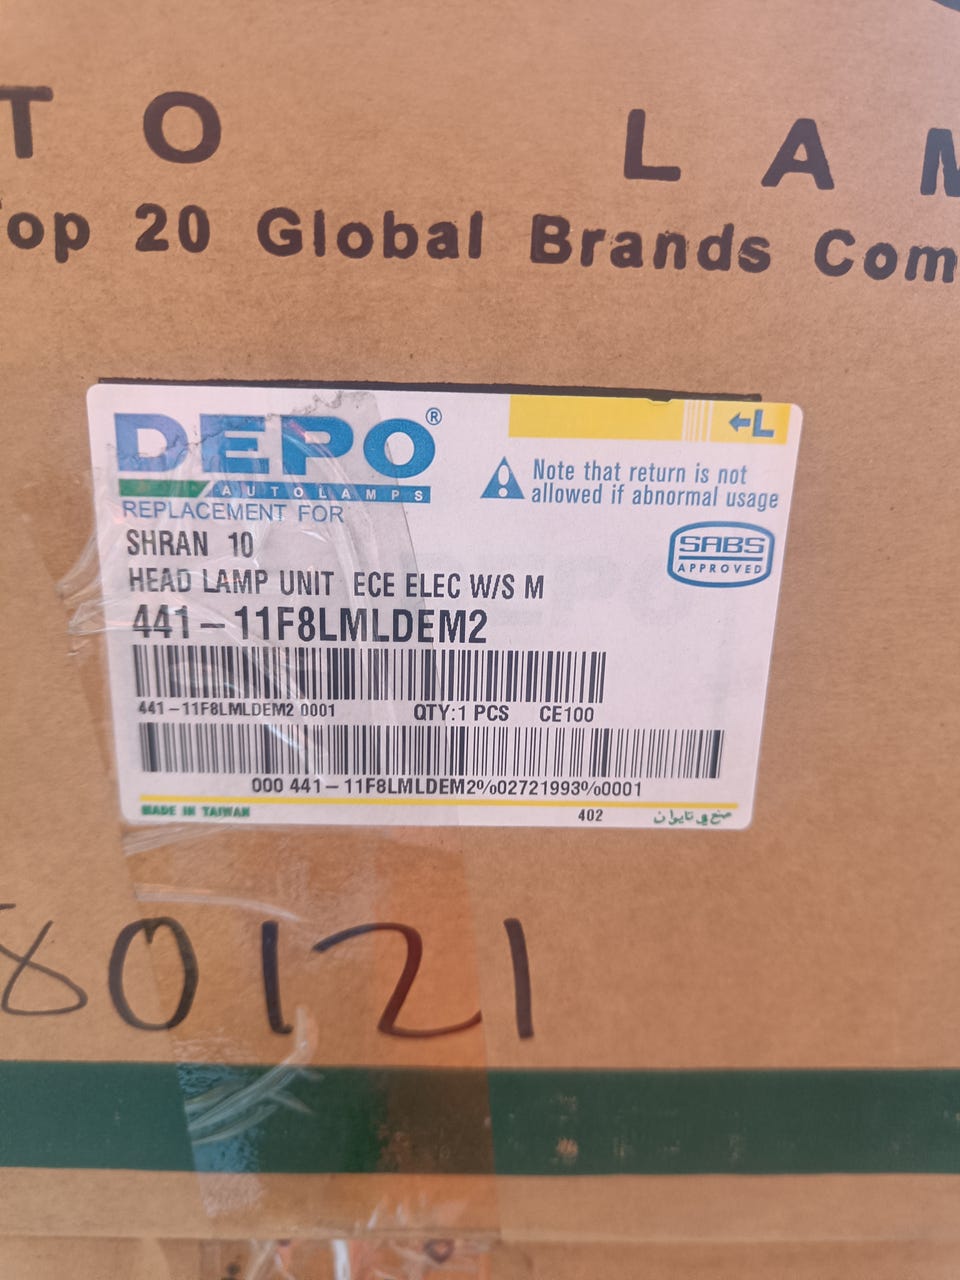 TO LAM
Top 20 Global Brands Com
DEPO®
AUTOLAMPS
←L
Note that return is not
allowed if abnormal usage
REPLACEMENT FOR
SHRAN 10
SABS
APPROVED
HEAD LAMP UNIT ECE ELEC W/S M
441-11F8LMLDEM2
441-11F8LMLDEM2 0001 QTY:1 PCS CE100
000 441-11F8LMLDEM2%02721993%0001
MADE IN TAIWAN 402 صنع في تايوان
80121